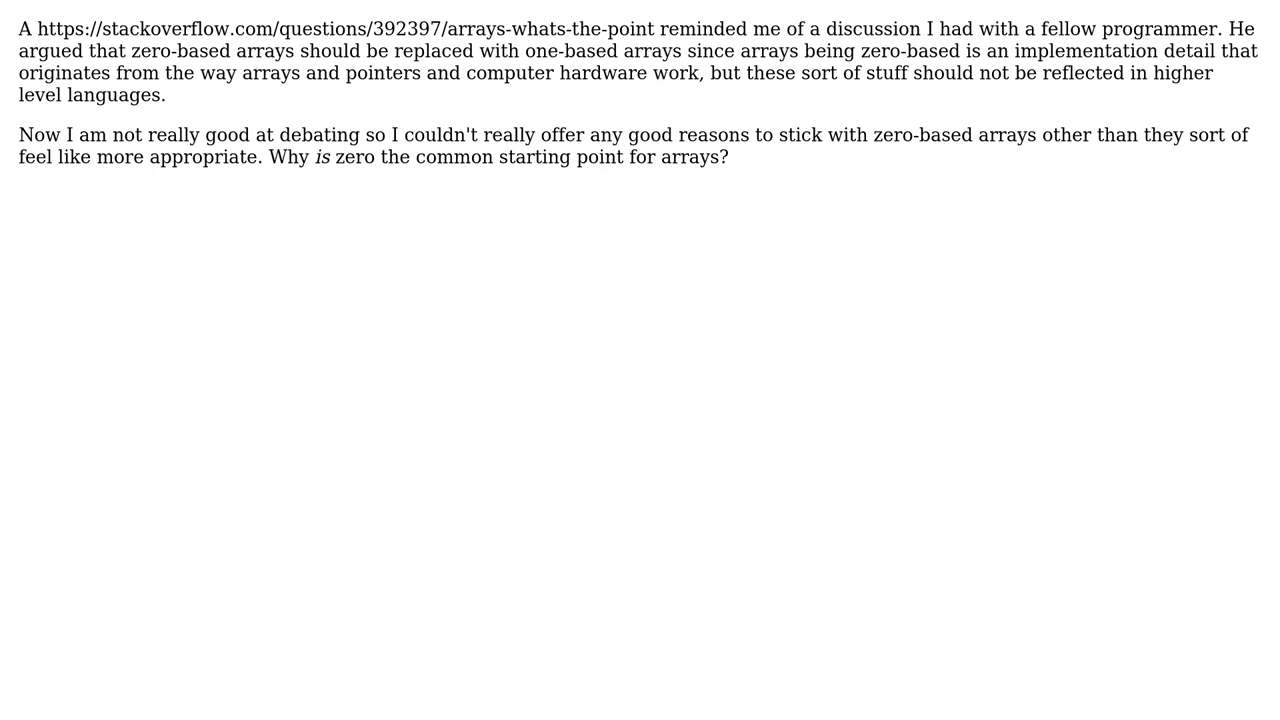 A https://stackoverflow.com/questions/392397/arrays-whats-the-point reminded me of a discussion I had with a fellow programmer. He
argued that zero-based arrays should be replaced with one-based arrays since arrays being zero-based is an implementation detail that
originates from the way arrays and pointers and computer hardware work, but these sort of stuff should not be reflected in higher
level languages.
Now I am not really good at debating so I couldn't really offer any good reasons to stick with zero-based arrays other than they sort of
feel like more appropriate. Why is zero the common starting point for arrays?